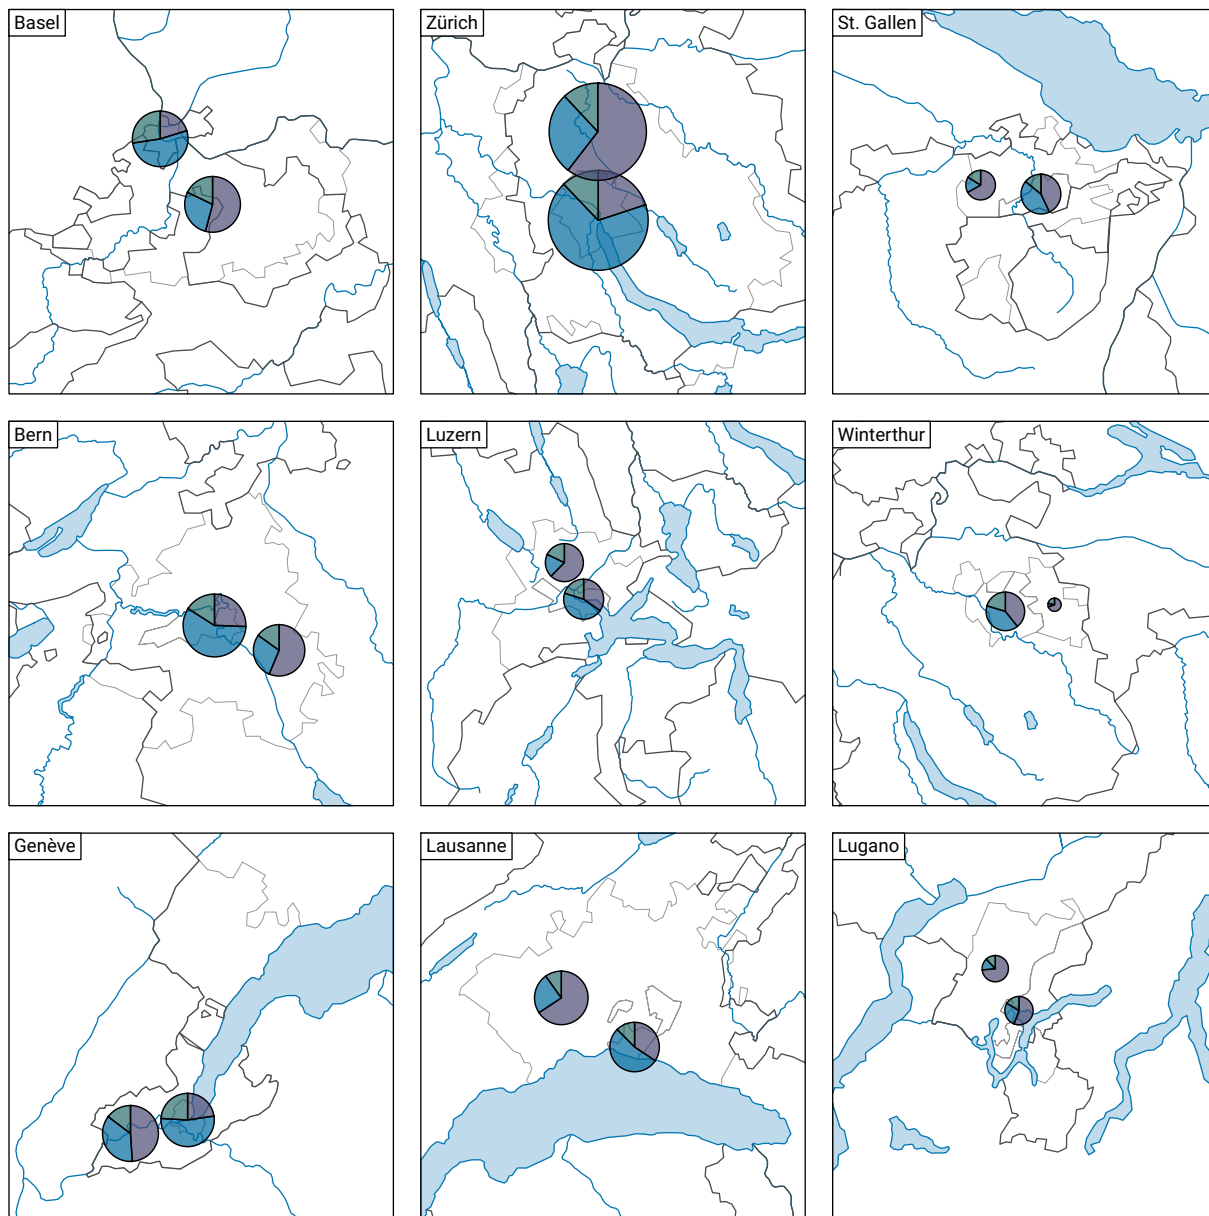 Basel
Zürich
St. Gallen
Bern
Luzern
Winterthur
Genève
Lausanne
Lugano